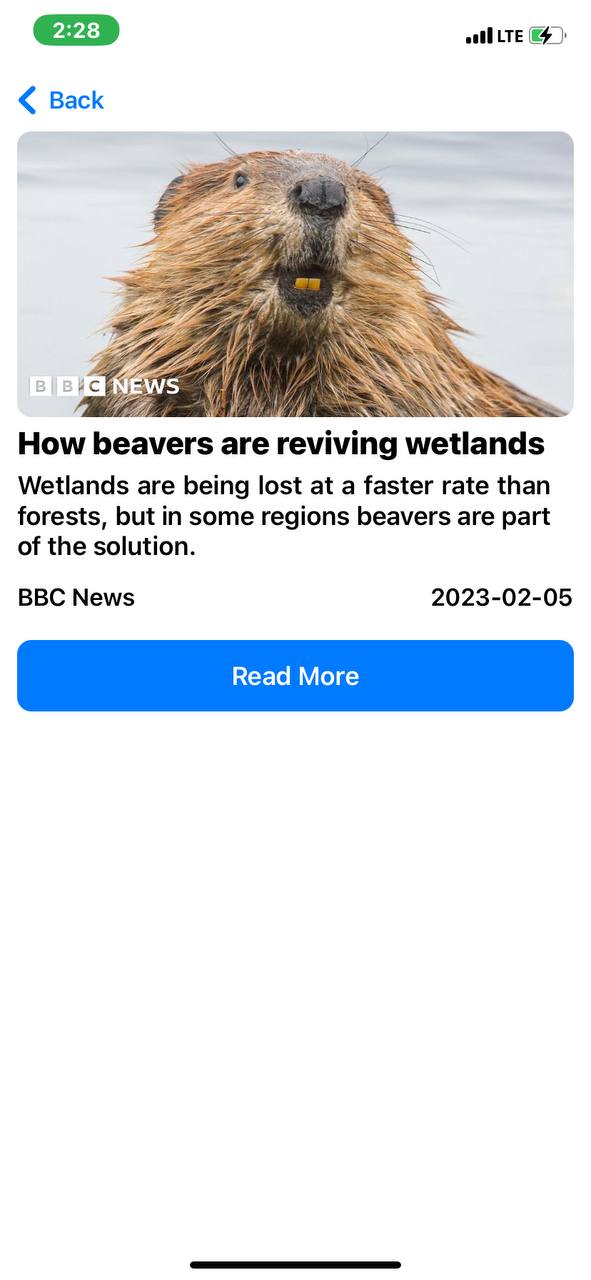 2:28
LTE
Back
BBC NEWS
How beavers are reviving wetlands
Wetlands are being lost at a faster rate than
forests, but in some regions beavers are part
of the solution.
BBC News 2023-02-05
Read More